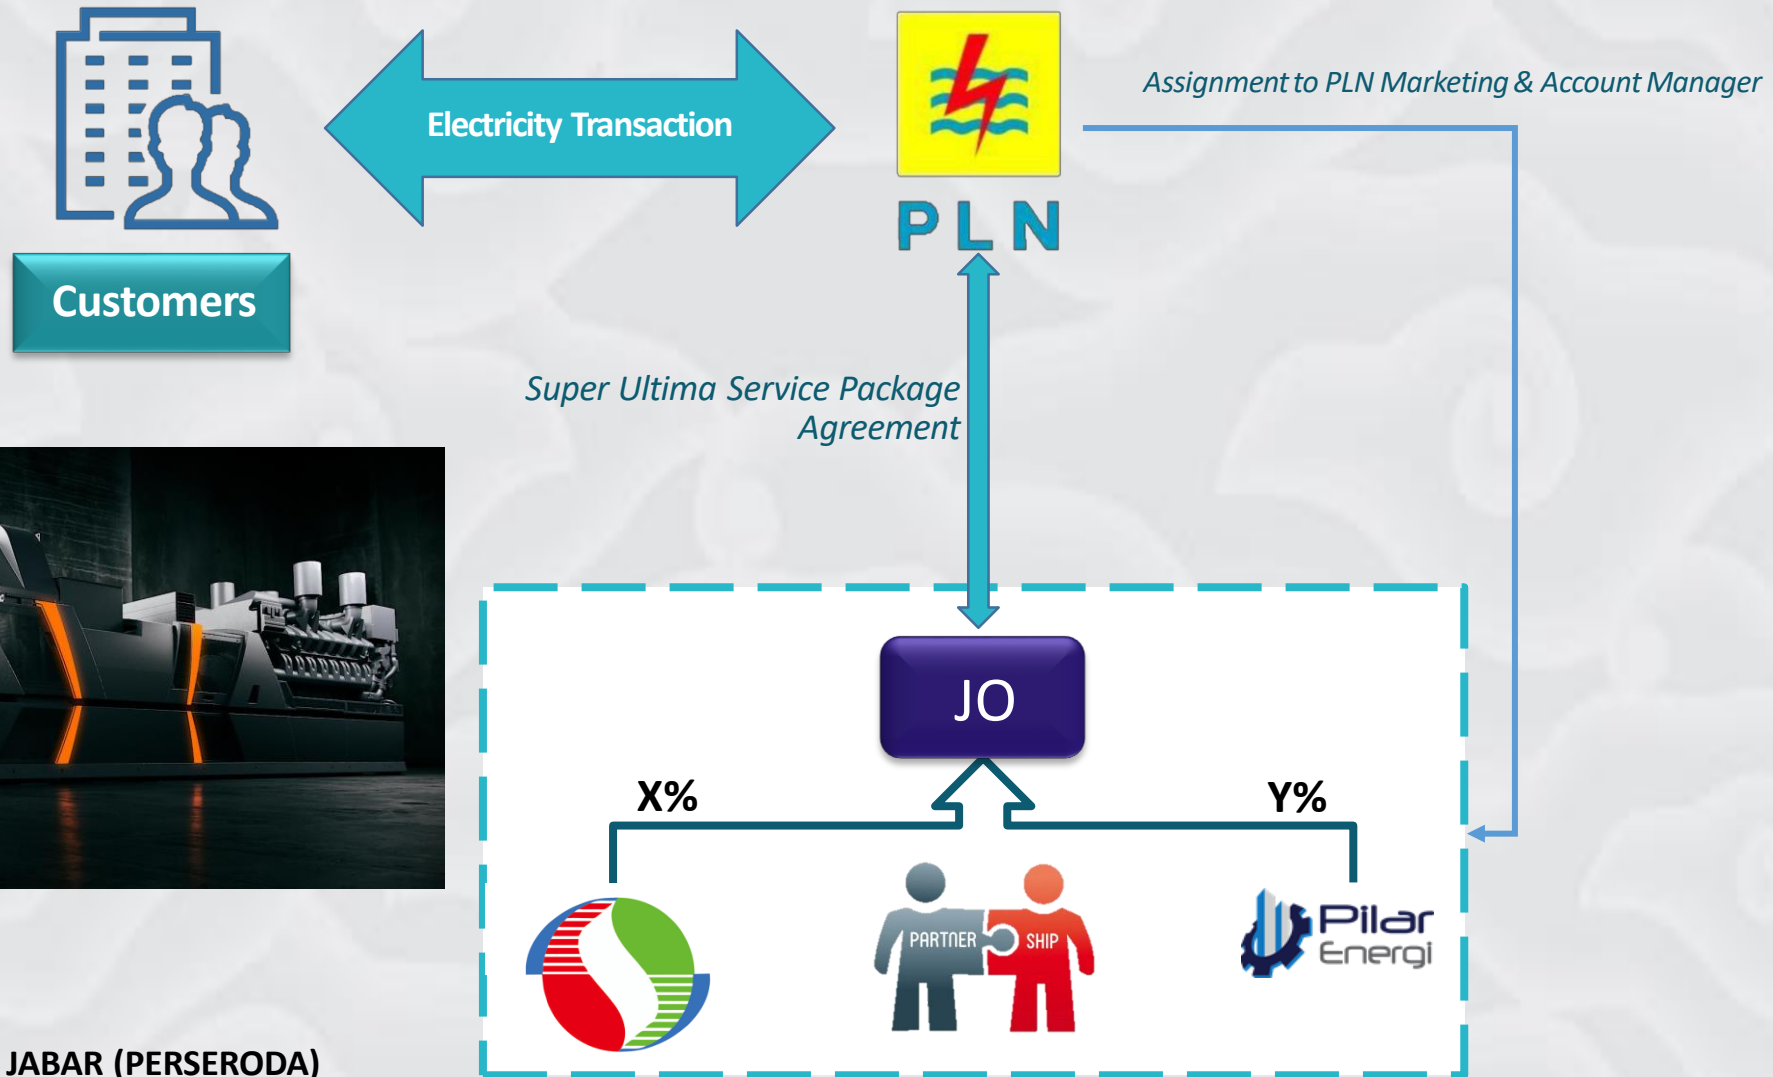 Electricity Transaction
PLN
Assignment to PLN Marketing & Account Manager
Customers
Super Ultima Service Package
Agreement
JO
X%
Y%
PARTNER SHIP
Pilar
Energi
JABAR (PERSERODA)